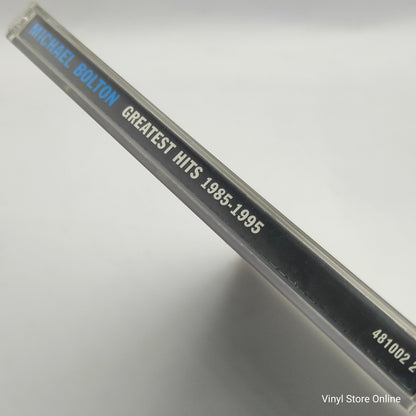 MICHAEL BOLTON GREATEST HITS 1985-1995 481002 2
Vinyl Store Online